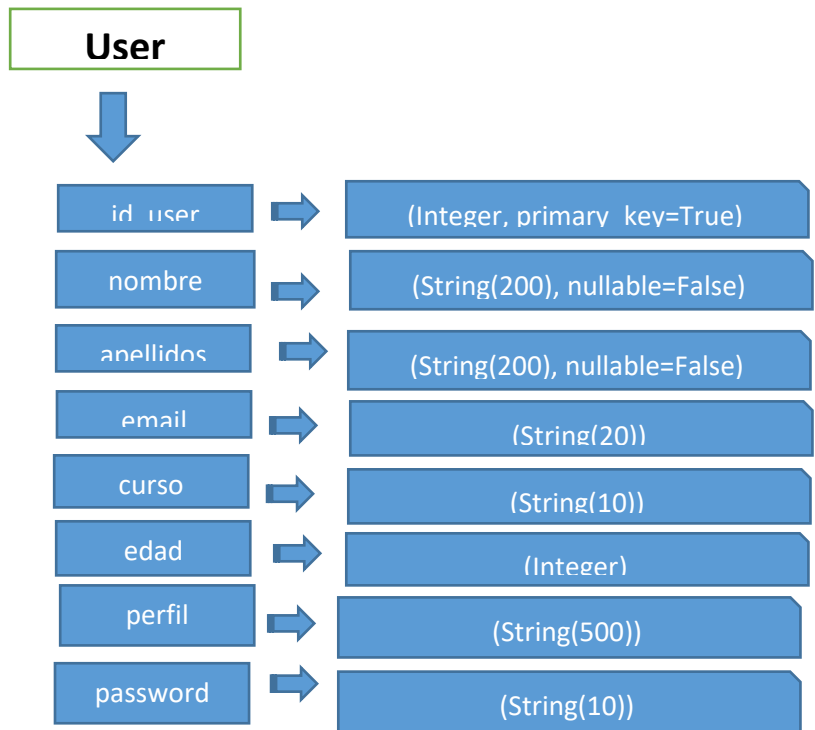 User
id_user
(Integer, primary_key=True)
nombre
(String(200), nullable=False)
apellidos
(String(200), nullable=False)
email
(String(20))
curso
(String(10))
edad
(Integer)
perfil
(String(500))
password
(String(10))